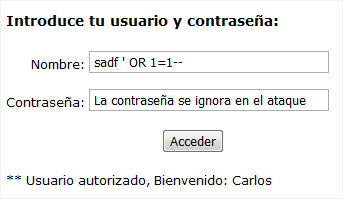 Introduce tu usuario y contraseña:
Nombre: sadf ' OR 1=1--
Contraseña: La contraseña se ignora en el ataque
Acceder
** Usuario autorizado, Bienvenido: Carlos